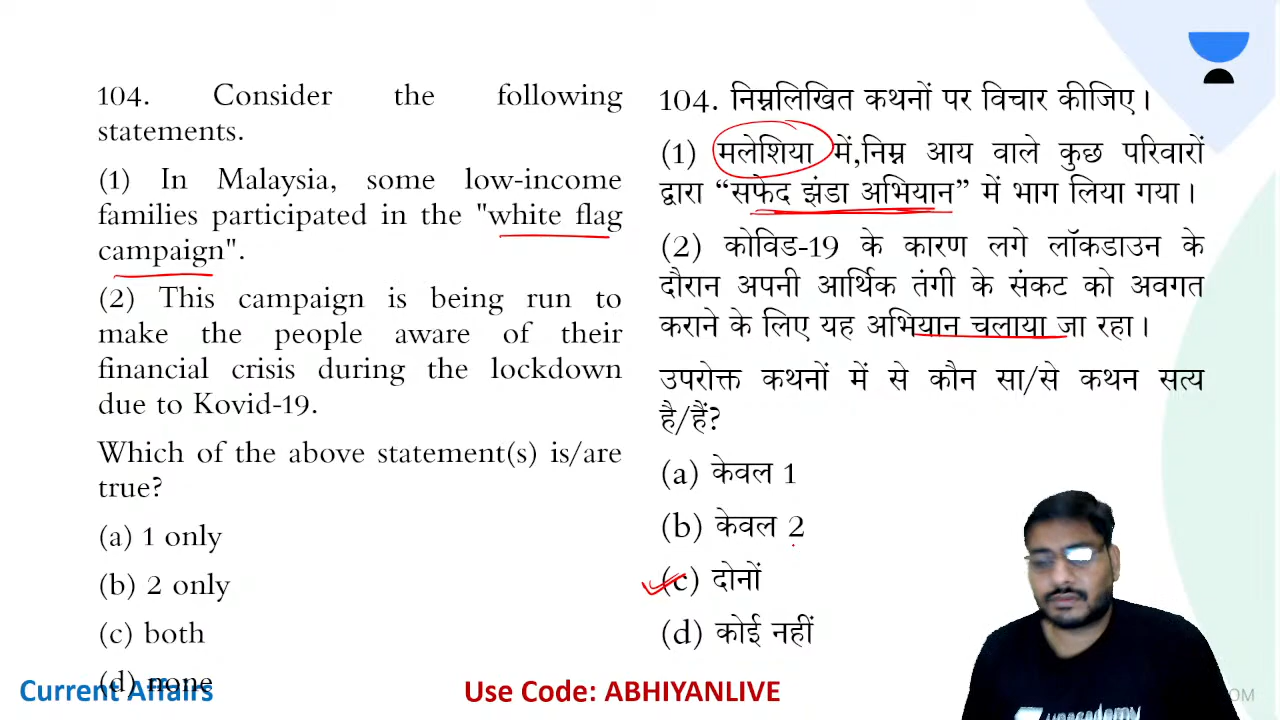 104. Consider the following
statements.
(1) In Malaysia, some low-income
families participated in the "white flag
campaign".
(2) This campaign is being run to
make the people aware of their
financial crisis during the lockdown
due to Kovid-19.
Which of the above statement(s) is/are
true?
(a) 1 only
(b) 2 only
(c) both
(d) none
104. निम्नलिखित कथनों पर विचार कीजिए।
(1) मलेशिया में,निम्न आय वाले कुछ परिवारों
द्वारा “सफेद झंडा अभियान” में भाग लिया गया।
(2) कोविड-19 के कारण लगे लॉकडाउन के
दौरान अपनी आर्थिक तंगी के संकट को अवगत
कराने के लिए यह अभियान चलाया जा रहा।
उपरोक्त कथनों में से कौन सा/से कथन सत्य
है/हैं?
(a) केवल 1
(b) केवल 2
(c) दोनों
(d) कोई नहीं
Current Affairs
Use Code: ABHIYANLIVE